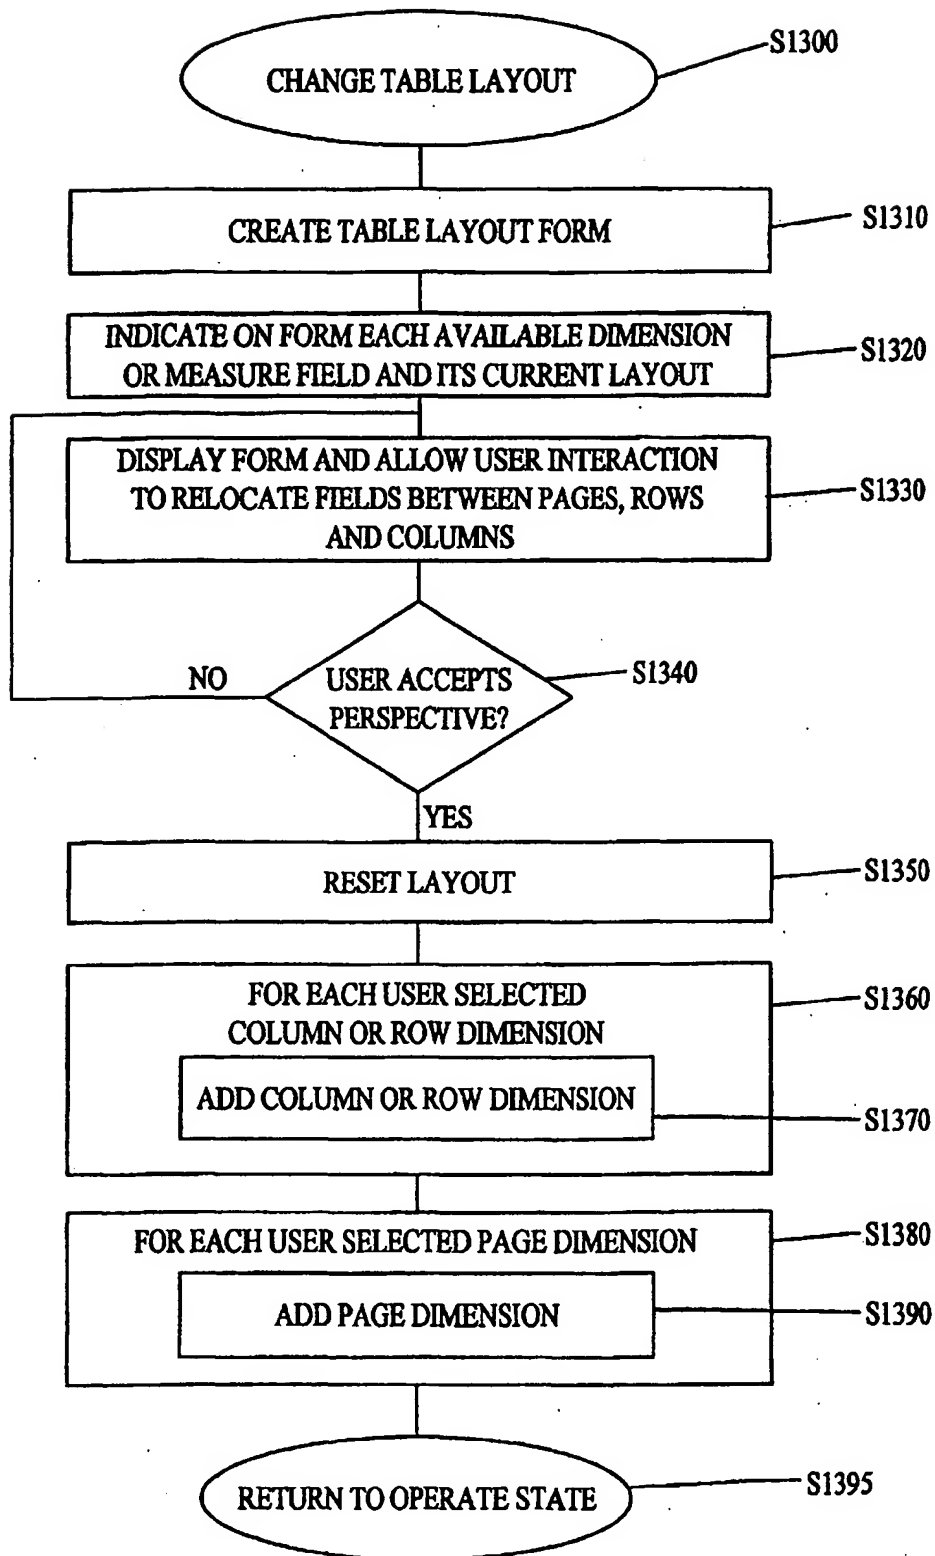 CHANGE TABLE LAYOUT
S1300
CREATE TABLE LAYOUT FORM
S1310
INDICATE ON FORM EACH AVAILABLE DIMENSION
OR MEASURE FIELD AND ITS CURRENT LAYOUT
S1320
DISPLAY FORM AND ALLOW USER INTERACTION
TO RELOCATE FIELDS BETWEEN PAGES, ROWS
AND COLUMNS
S1330
USER ACCEPTS
PERSPECTIVE?
S1340
NO
YES
RESET LAYOUT
S1350
FOR EACH USER SELECTED
COLUMN OR ROW DIMENSION
S1360
ADD COLUMN OR ROW DIMENSION
S1370
FOR EACH USER SELECTED PAGE DIMENSION
S1380
ADD PAGE DIMENSION
S1390
RETURN TO OPERATE STATE
S1395